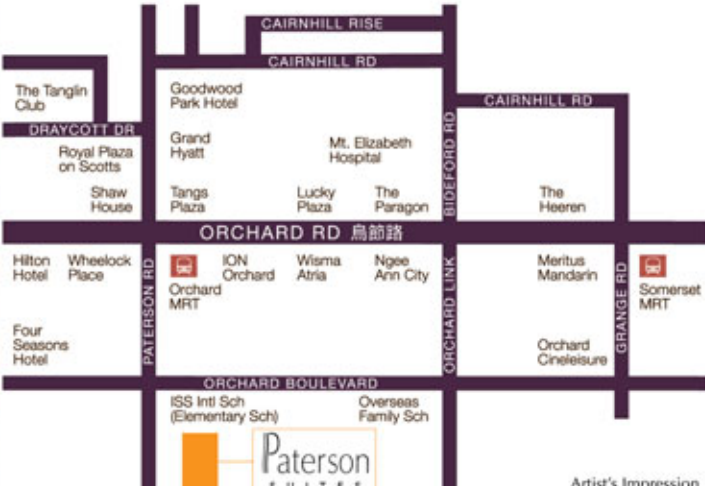 CAIRNHILL RISE
CAIRNHILL RD
The Tanglin
Club
Goodwood
Park Hotel
CAIRNHILL RD
DRAYCOTT DR
BIDEFORD RD
Royal Plaza
on Scotts
Grand
Hyatt
Mt. Elizabeth
Hospital
Shaw
House
Tangs
Plaza
Lucky
Plaza
The
Paragon
The
Heeren
ORCHARD RD 烏節路
Hilton
Hotel
Wheelock
Place
PATERSON RD
Orchard
MRT
ION
Orchard
Wisma
Atria
Ngee
Ann City
ORCHARD LINK
Meritus
Mandarin
GRANGE RD
Somerset
MRT
Four
Seasons
Hotel
Orchard
Cineleisure
ORCHARD BOULEVARD
ISS Intl Sch
(Elementary Sch)
Overseas
Family Sch
Paterson
Artist's Impression